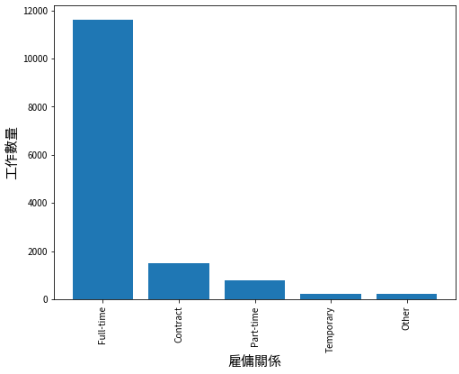 12000
10000
8000
6000
4000
2000
0
工作數量
Full-time
Contract
Part-time
Temporary
Other
雇傭關係